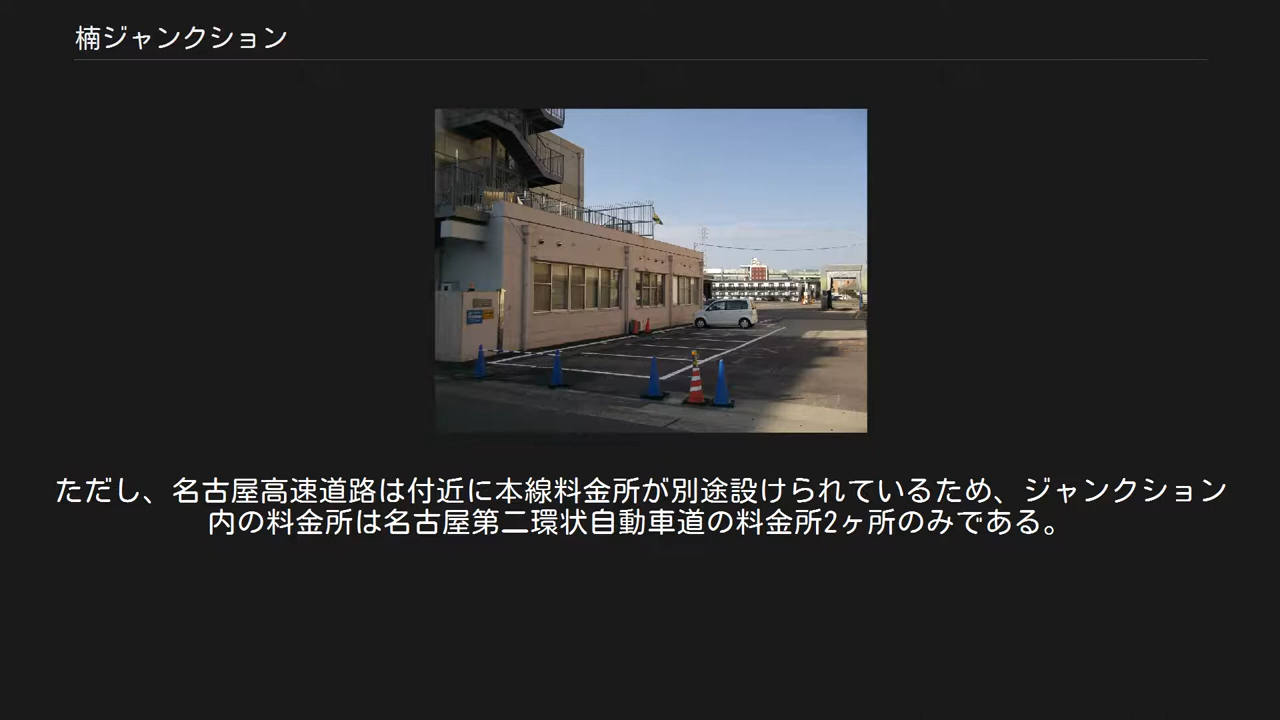 楠ジャンクション
ただし、名古屋高速道路は付近に本線料金所が別途設けられているため、ジャンクション
内の料金所は名古屋第二環状自動車道の料金所2ヶ所のみである。